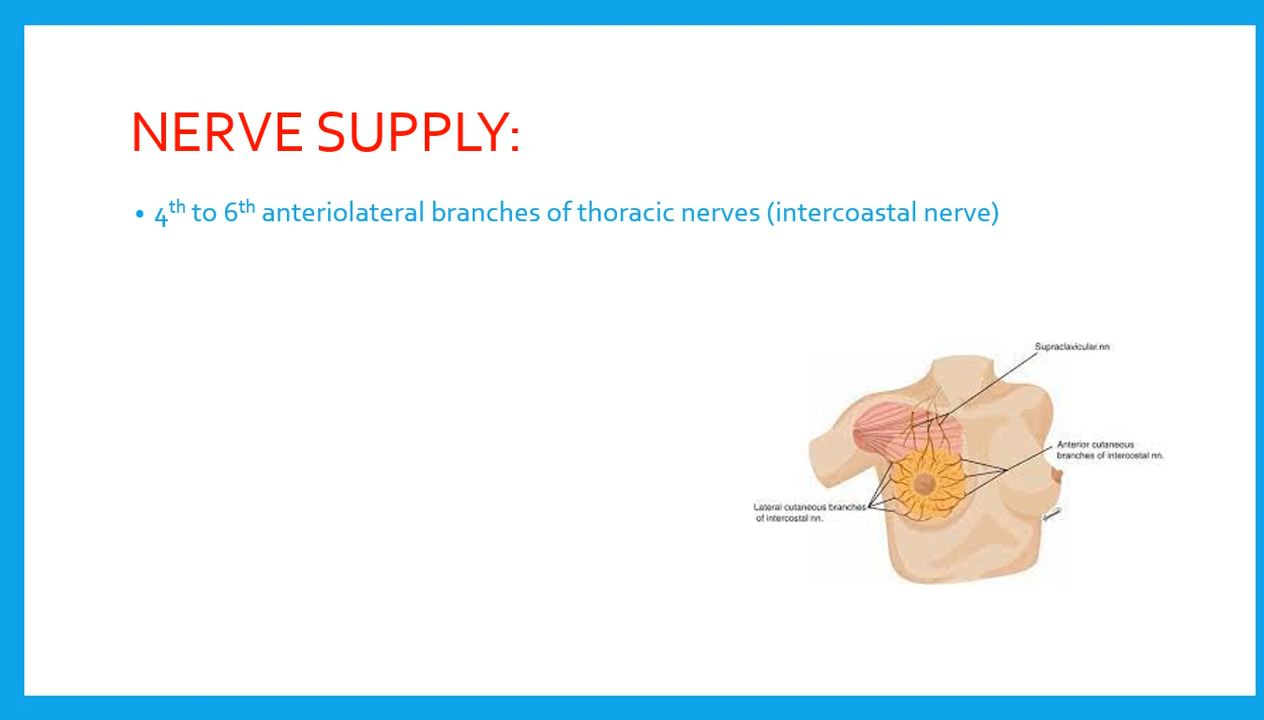 NERVE SUPPLY:
• 4th to 6th anteriolateral branches of thoracic nerves (intercoastal nerve)
Supraclavicular nn
Anterior cutaneous
branches of intercostal nn.
Lateral cutaneous branches
of intercostal nn.